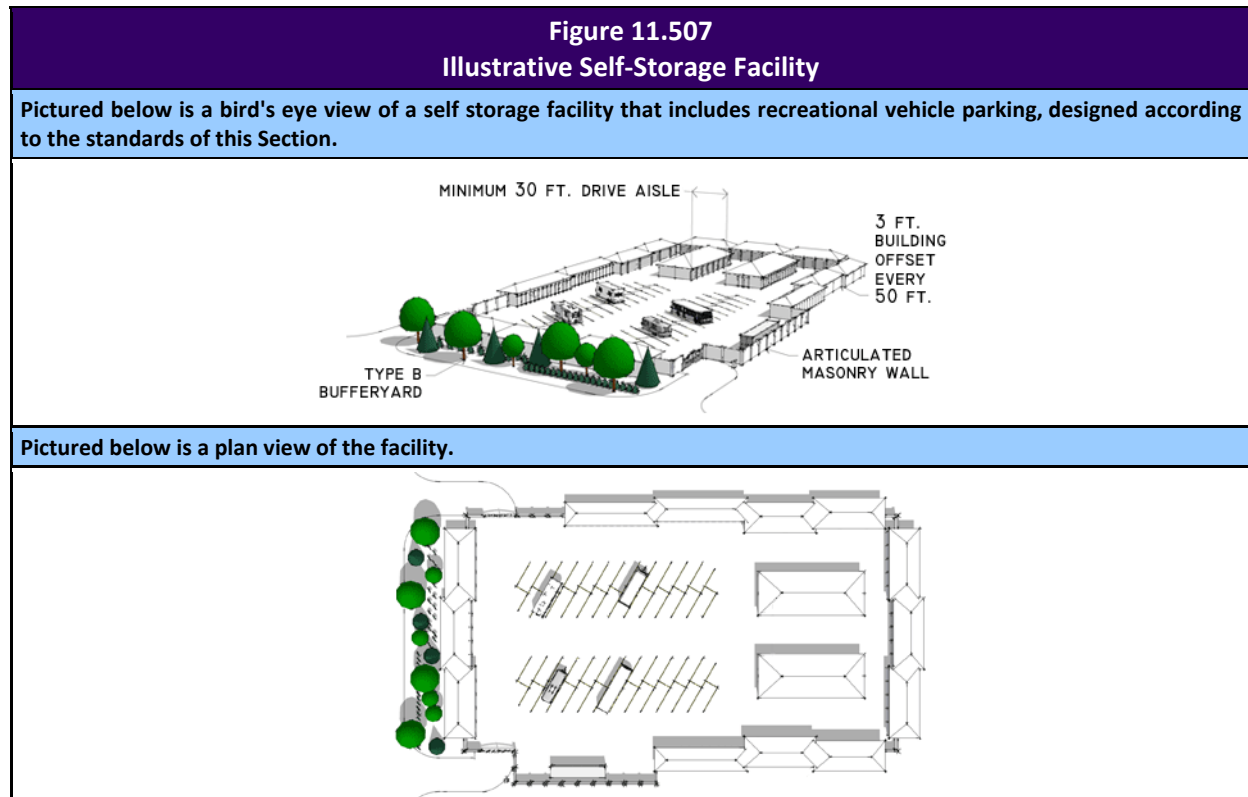 Figure 11.507
Illustrative Self-Storage Facility
Pictured below is a bird's eye view of a self storage facility that includes recreational vehicle parking, designed according
to the standards of this Section.
MINIMUM 30 FT. DRIVE AISLE
3 FT.
BUILDING
OFFSET
EVERY
50 FT.
ARTICULATED
MASONRY WALL
TYPE B
BUFFERYARD
Pictured below is a plan view of the facility.